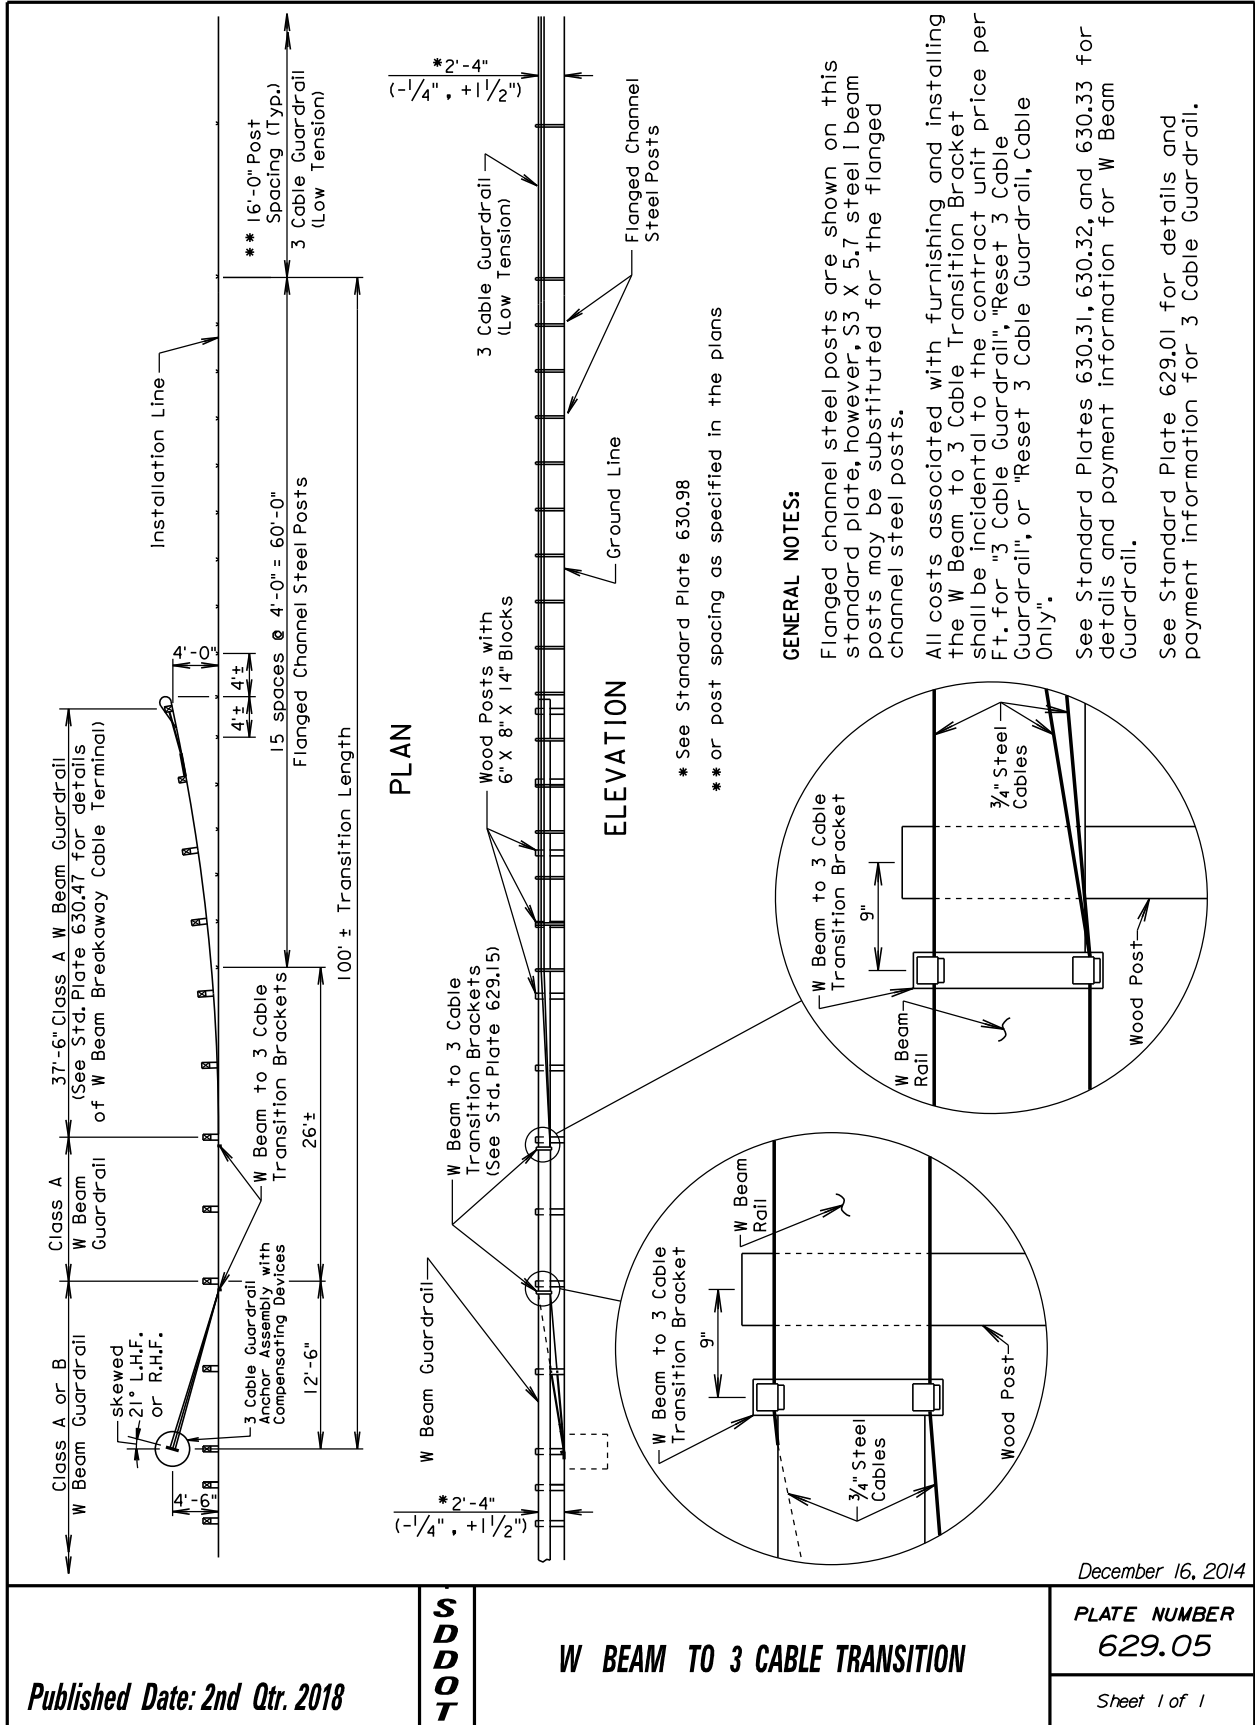 Class A or B
W Beam Guardrail
Class A
W Beam
Guardrail
37'-6" Class A W Beam Guardrail
(See Std. Plate 630.47 for details
of W Beam Breakaway Cable Terminal)
skewed
21° L.H.F.
or R.H.F.
4'-6"
3 Cable Guardrail
Anchor Assembly with
Compensating Devices
12'-6"
W Beam to 3 Cable
Transition Brackets
26'±
4'-0"
4'±
4'±
15 spaces @ 4'-0" = 60'-0"
Flanged Channel Steel Posts
100' ± Transition Length
Installation Line
** 16'-0" Post
Spacing (Typ.)
3 Cable Guardrail
(Low Tension)
PLAN
*2'-4"
(-1/4" , +1 1/2")
W Beam Guardrail
W Beam to 3 Cable
Transition Brackets
(See Std. Plate 629.15)
Wood Posts with
6" X 8" X 14" Blocks
Ground Line
3 Cable Guardrail
(Low Tension)
Flanged Channel
Steel Posts
*2'-4"
(-1/4" , +1 1/2")
ELEVATION
* See Standard Plate 630.98
** or post spacing as specified in the plans
W Beam to 3 Cable
Transition Bracket
9"
W Beam
Rail
3/4" Steel
Cables
Wood Post
W Beam to 3 Cable
Transition Bracket
9"
W Beam
Rail
3/4" Steel
Cables
Wood Post
GENERAL NOTES:
Flanged channel steel posts are shown on this
standard plate, however, S3 X 5.7 steel I beam
posts may be substituted for the flanged
channel steel posts.
All costs associated with furnishing and installing
the W Beam to 3 Cable Transition Bracket
shall be incidental to the contract unit price per
Ft. for "3 Cable Guardrail", "Reset 3 Cable
Guardrail", or "Reset 3 Cable Guardrail, Cable
Only".
See Standard Plates 630.31, 630.32, and 630.33 for
details and payment information for W Beam
Guardrail.
See Standard Plate 629.01 for details and
payment information for 3 Cable Guardrail.
December 16, 2014
Published Date: 2nd Qtr. 2018
S
D
D
O
T
W BEAM TO 3 CABLE TRANSITION
PLATE NUMBER
629.05
Sheet 1 of 1